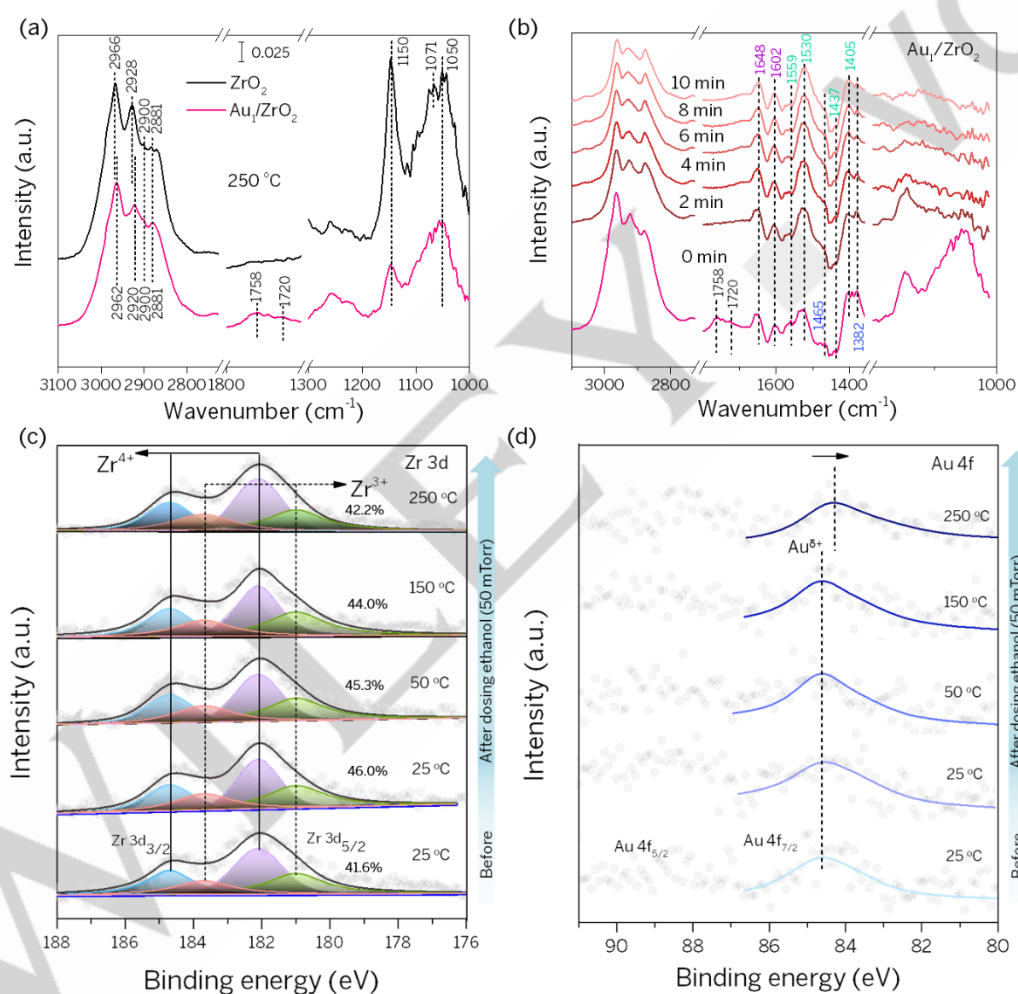 (a)
0.025
2966
2928
2900
2881
1150
1071
1050
ZrO2
Au1/ZrO2
250 °C
2962
2920
2900
2881
1758
1720
Intensity (a.u.)
3100 3000 2900 2800 1800 1300 1200 1100 1000
Wavenumber (cm-1)
(b)
1648
1602
1559
1530
1437
1405
Au1/ZrO2
10 min
8 min
6 min
4 min
2 min
0 min
1758
1720
1465
1382
Intensity (a.u.)
3000 2800 1600 1400 1000
Wavenumber (cm-1)
(c)
Zr4+
Zr 3d
Zr3+
250 °C
42.2%
150 °C
44.0%
50 °C
45.3%
25 °C
46.0%
Zr 3d3/2
Zr 3d5/2
25 °C
41.6%
Intensity (a.u.)
After dosing ethanol (50 mTorr)
Before
188 186 184 182 180 178 176
Binding energy (eV)
(d)
Au 4f
250 °C
Auδ+
150 °C
50 °C
25 °C
Au 4f5/2
Au 4f7/2
25 °C
Intensity (a.u.)
After dosing ethanol (50 mTorr)
Before
90 88 86 84 82 80
Binding energy (eV)